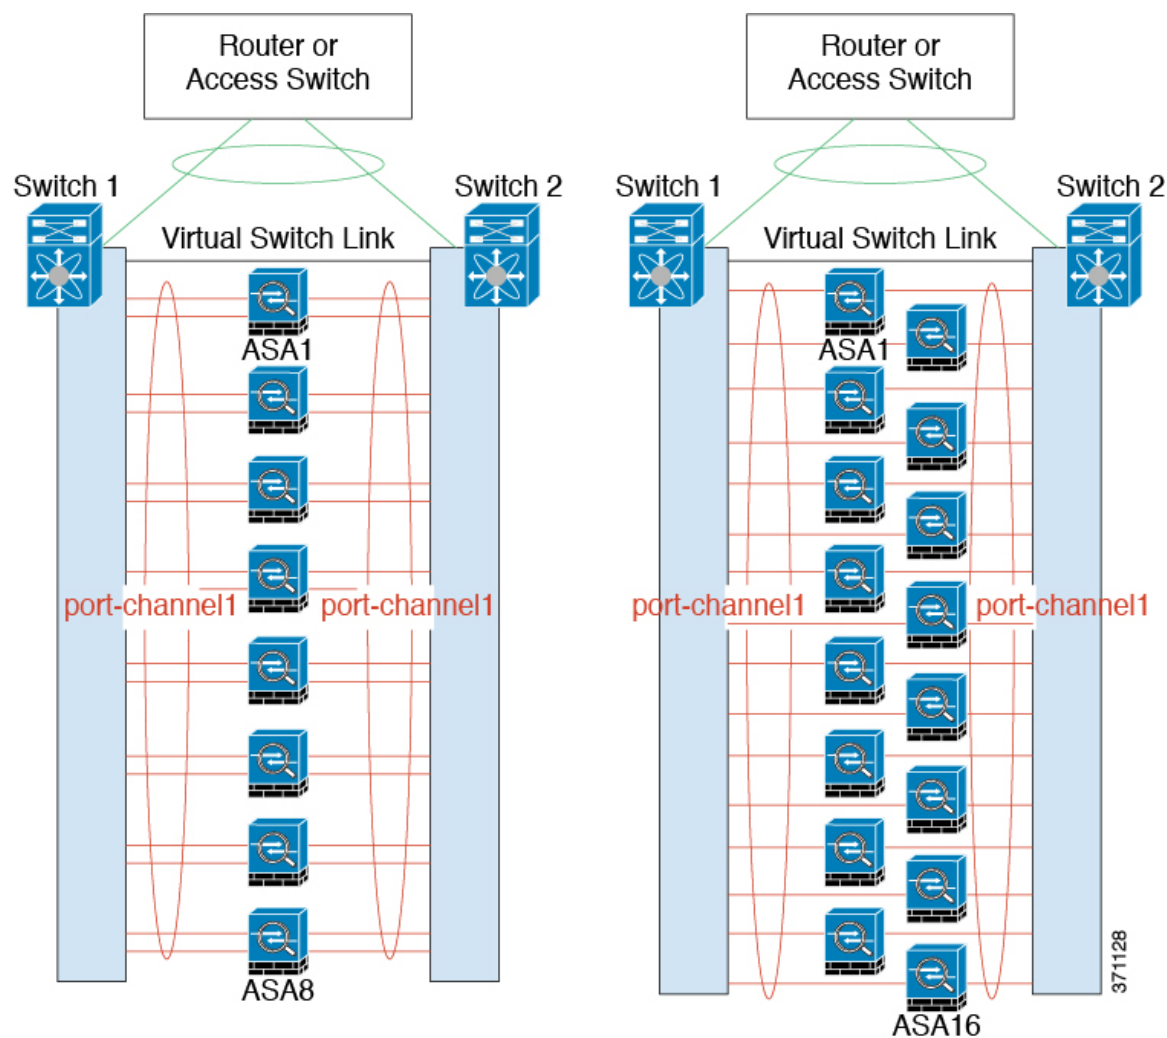 Router or
Access Switch
Switch 1
Switch 2
Virtual Switch Link
ASA1
port-channel1
port-channel1
ASA8
Router or
Access Switch
Switch 1
Switch 2
Virtual Switch Link
ASA1
port-channel1
port-channel1
ASA16
371128